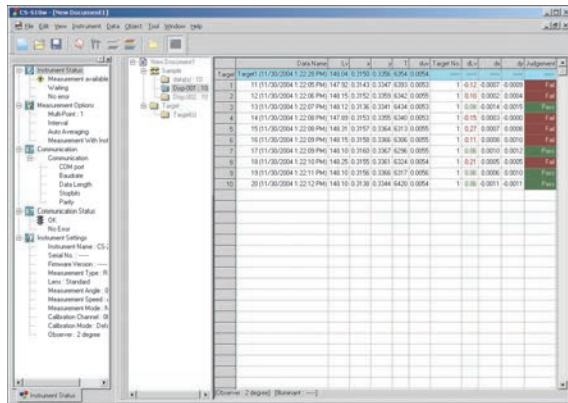 CS-S10w - [New Document1]
File Edit View Instrument Data Object Tool Window Help
Instrument Status
Measurement available
Waiting
No error
Measurement Options
Multi-Point : 1
Interval
Auto Averaging
Measurement With Inst
Communication
Communication
COM port
Baudrate
Data Length
Stopbits
Parity
Communication Status
OK
No Error
Instrument Settings
Instrument Name : CS-2
Serial No. : ----
Firmware Version : ----
Measurement Type : R
Lens : Standard
Measurement Angle : 0
Measurement Speed :
Measurement Mode : N
Calibration Channel : 00
Calibration Mode : Defa
Observer : 2 degree
Instrument Status
New Document1
Sample
data(s) : 10
Disp-001 : 10
Disp-002 : 10
Target
Target(s)
Data Name Lv x y T duv Target No. dLv dx dy Judgement
Target Target1 (11/30/2004 1:22:28 PM) 148.04 0.3150 0.3356 6354 0.0054
1 11 (11/30/2004 1:22:05 PM) 147.92 0.3143 0.3347 6393 0.0053 1 -0.12 -0.0007 -0.0009 Fail
2 12 (11/30/2004 1:22:06 PM) 148.15 0.3152 0.3359 6342 0.0055 1 0.0002 0.0004 Fail
3 13 (11/30/2004 1:22:07 PM) 148.12 0.3136 0.3341 6434 0.0053 1 0.08 -0.0014 -0.0015 Pass
4 14 (11/30/2004 1:22:08 PM) 147.89 0.3153 0.3355 6340 0.0053 1 -0.15 0.0003 -0.0000 Fail
5 15 (11/30/2004 1:22:08 PM) 148.31 0.3157 0.3364 6313 0.0055 1 0.27 0.0007 0.0008 Fail
6 16 (11/30/2004 1:22:09 PM) 148.15 0.3158 0.3366 6306 0.0055 1 0.11 0.0008 0.0010 Fail
7 17 (11/30/2004 1:22:09 PM) 148.11 0.3160 0.3367 6296 0.0055 1 0.0010 0.0012 Pass
8 18 (11/30/2004 1:22:10 PM) 148.25 0.3155 0.3361 6324 0.0054 1 0.21 0.0005 0.0005 Fail
9 19 (11/30/2004 1:22:11 PM) 148.10 0.3156 0.3366 6317 0.0056 1 0.06 0.0006 0.0010 Pass
10 20 (11/30/2004 1:22:12 PM) 148.10 0.3138 0.3344 6420 0.0054 1 0.06 -0.0011 -0.0011 Pass
[Observer : 2 degree] [Illuminant : ----]